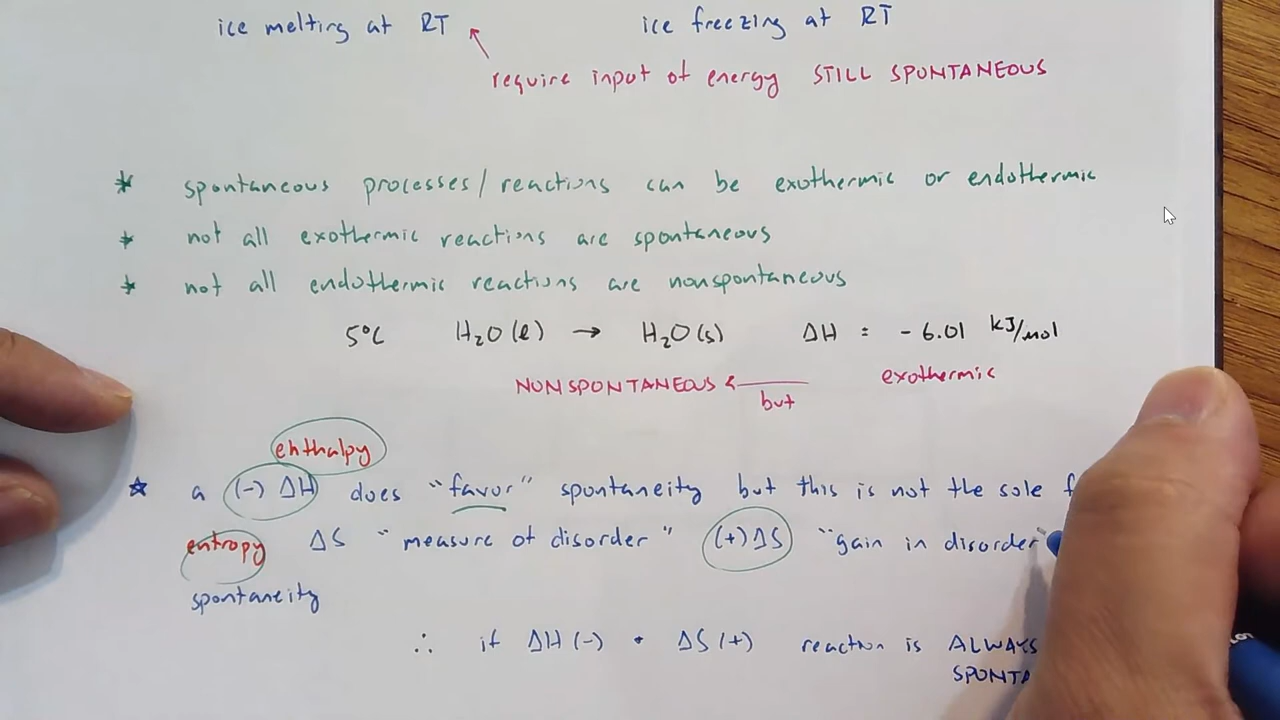 ice melting at RT
ice freezing at RT
require input of energy STILL SPONTANEOUS
* spontaneous processes/reactions can be exothermic or endothermic
* not all exothermic reactions are spontaneous
* not all endothermic reactions are nonspontaneous
5°C H₂O(l) → H₂O(s) ΔH = -6.01 kJ/mol
NONSPONTANEOUS but exothermic
enthalpy
☆ a (-) ΔH does "favor" spontaneity but this is not the sole
entropy ΔS "measure of disorder" (+)ΔS "gain in disorder"
spontaneity
∴ if ΔH (-) + ΔS (+) reaction is ALWAYS